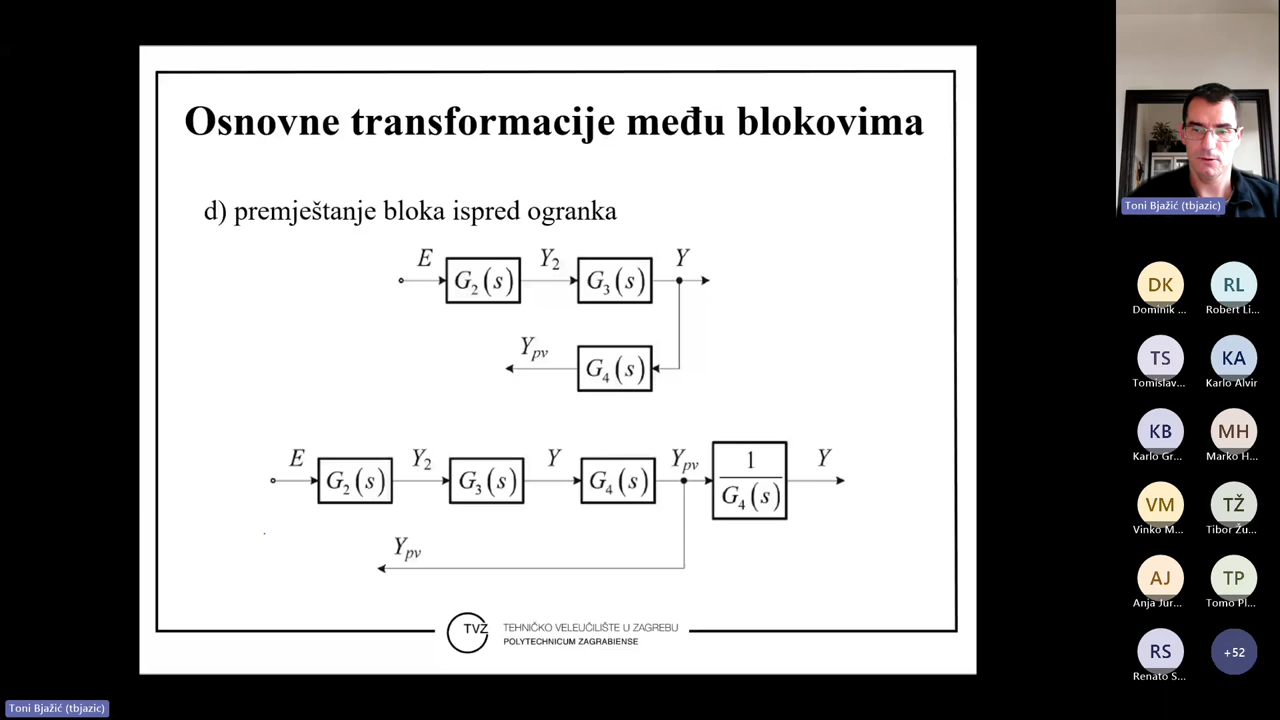 Osnovne transformacije među blokovima
d) premještanje bloka ispred ogranka
E G₂(s) Y₂ G₃(s) Y
Y_pv G₄(s)
E G₂(s) Y₂ G₃(s) Y G₄(s) Y_pv 1/G₄(s) Y
Y_pv
TVZ TEHNIČKO VELEUČILIŠTE U ZAGREBU
POLYTECHNICUM ZAGRABIENSE
Toni Bjažić (tbjazic)
DK RL
Dominik ... Robert Li...
TS KA
Tomislav... Karlo Alvir
KB MH
Karlo Gr... Marko H...
VM TŽ
Vinko M... Tibor Žu...
AJ TP
Anja Jur... Tomo Pl...
RS +52
Renato S...
Toni Bjažić (tbjazic)